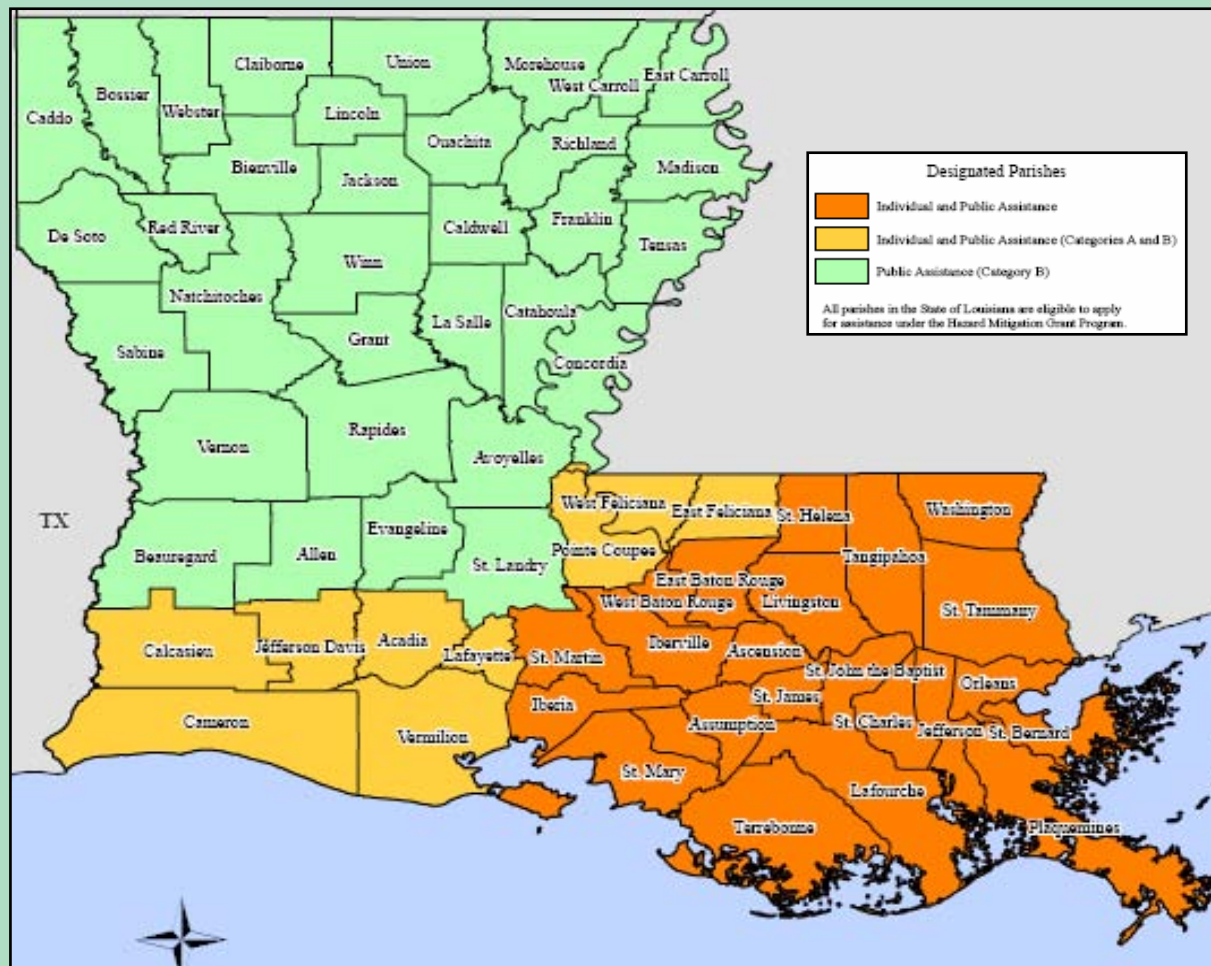 Claiborne
Union
Morehouse
West Carroll
East Carroll
Bossier
Webster
Caddo
Lincoln
Ouachita
Richland
Madison
Bienville
Jackson
De Soto
Red River
Caldwell
Franklin
Tensas
Winn
Natchitoches
La Salle
Catahoula
Sabine
Grant
Concordia
Vernon
Rapides
Avoyelles
TX
West Feliciana
East Feliciana
St. Helena
Washington
Evangeline
Beauregard
Allen
St. Landry
Pointe Coupee
Tangipahoa
East Baton Rouge
West Baton Rouge
Livingston
St. Tammany
Calcasieu
Jefferson Davis
Acadia
Lafayette
St. Martin
Iberville
Ascension
St. John the Baptist
Orleans
Cameron
Vermilion
Iberia
Assumption
St. James
St. Charles
Jefferson
St. Bernard
St. Mary
Lafourche
Terrebonne
Plaquemines
Designated Parishes
Individual and Public Assistance
Individual and Public Assistance (Categories A and B)
Public Assistance (Category B)
All parishes in the State of Louisiana are eligible to apply
for assistance under the Hazard Mitigation Grant Program.